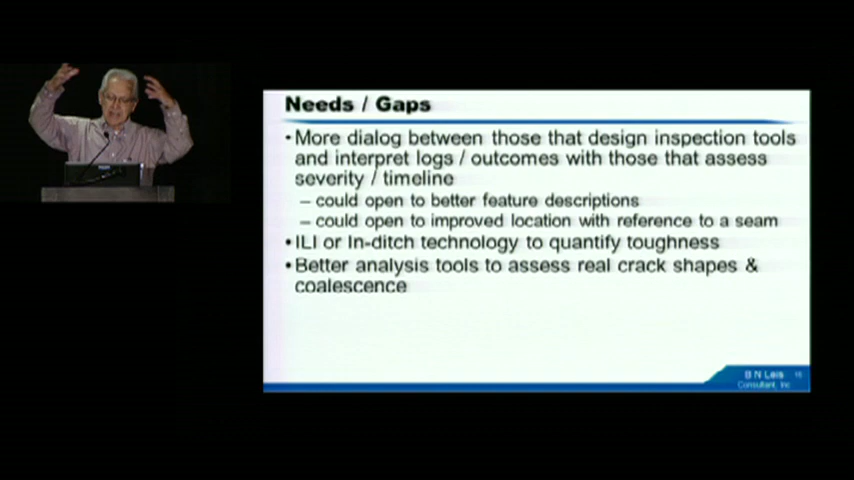 Needs / Gaps
•More dialog between those that design inspection tools
and interpret logs / outcomes with those that assess
severity / timeline
– could open to better feature descriptions
– could open to improved location with reference to a seam
•ILI or In-ditch technology to quantify toughness
•Better analysis tools to assess real crack shapes &
coalescence
B N Leis
Consultant, Inc